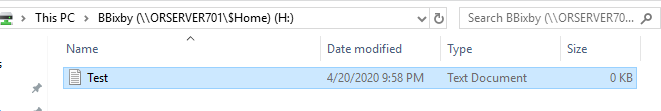 This PC > BBixby (\\ORSERVER701\$Home) (H:) Search BBixby (\\ORSERVER70...
Name Date modified Type Size
Test 4/20/2020 9:58 PM Text Document 0 KB